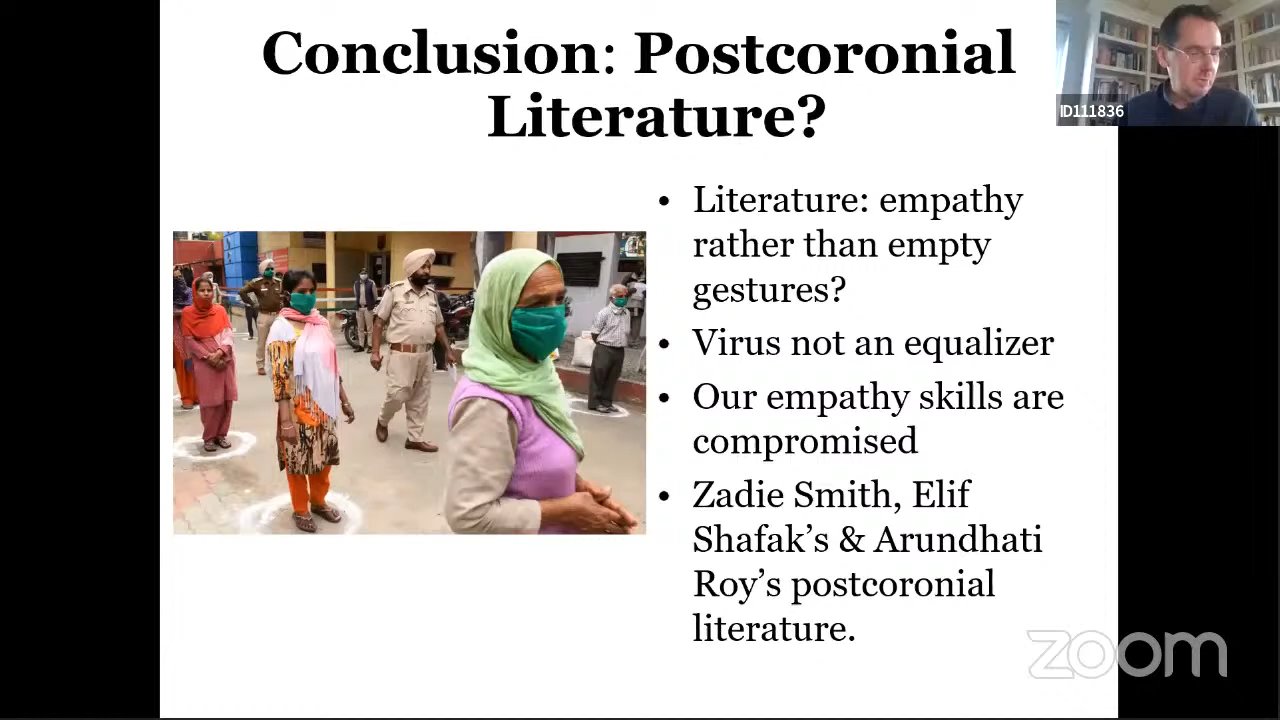 Conclusion: Postcoronial
Literature?
ID111836
• Literature: empathy
rather than empty
gestures?
• Virus not an equalizer
• Our empathy skills are
compromised
• Zadie Smith, Elif
Shafak’s & Arundhati
Roy’s postcoronial
literature.
zoom